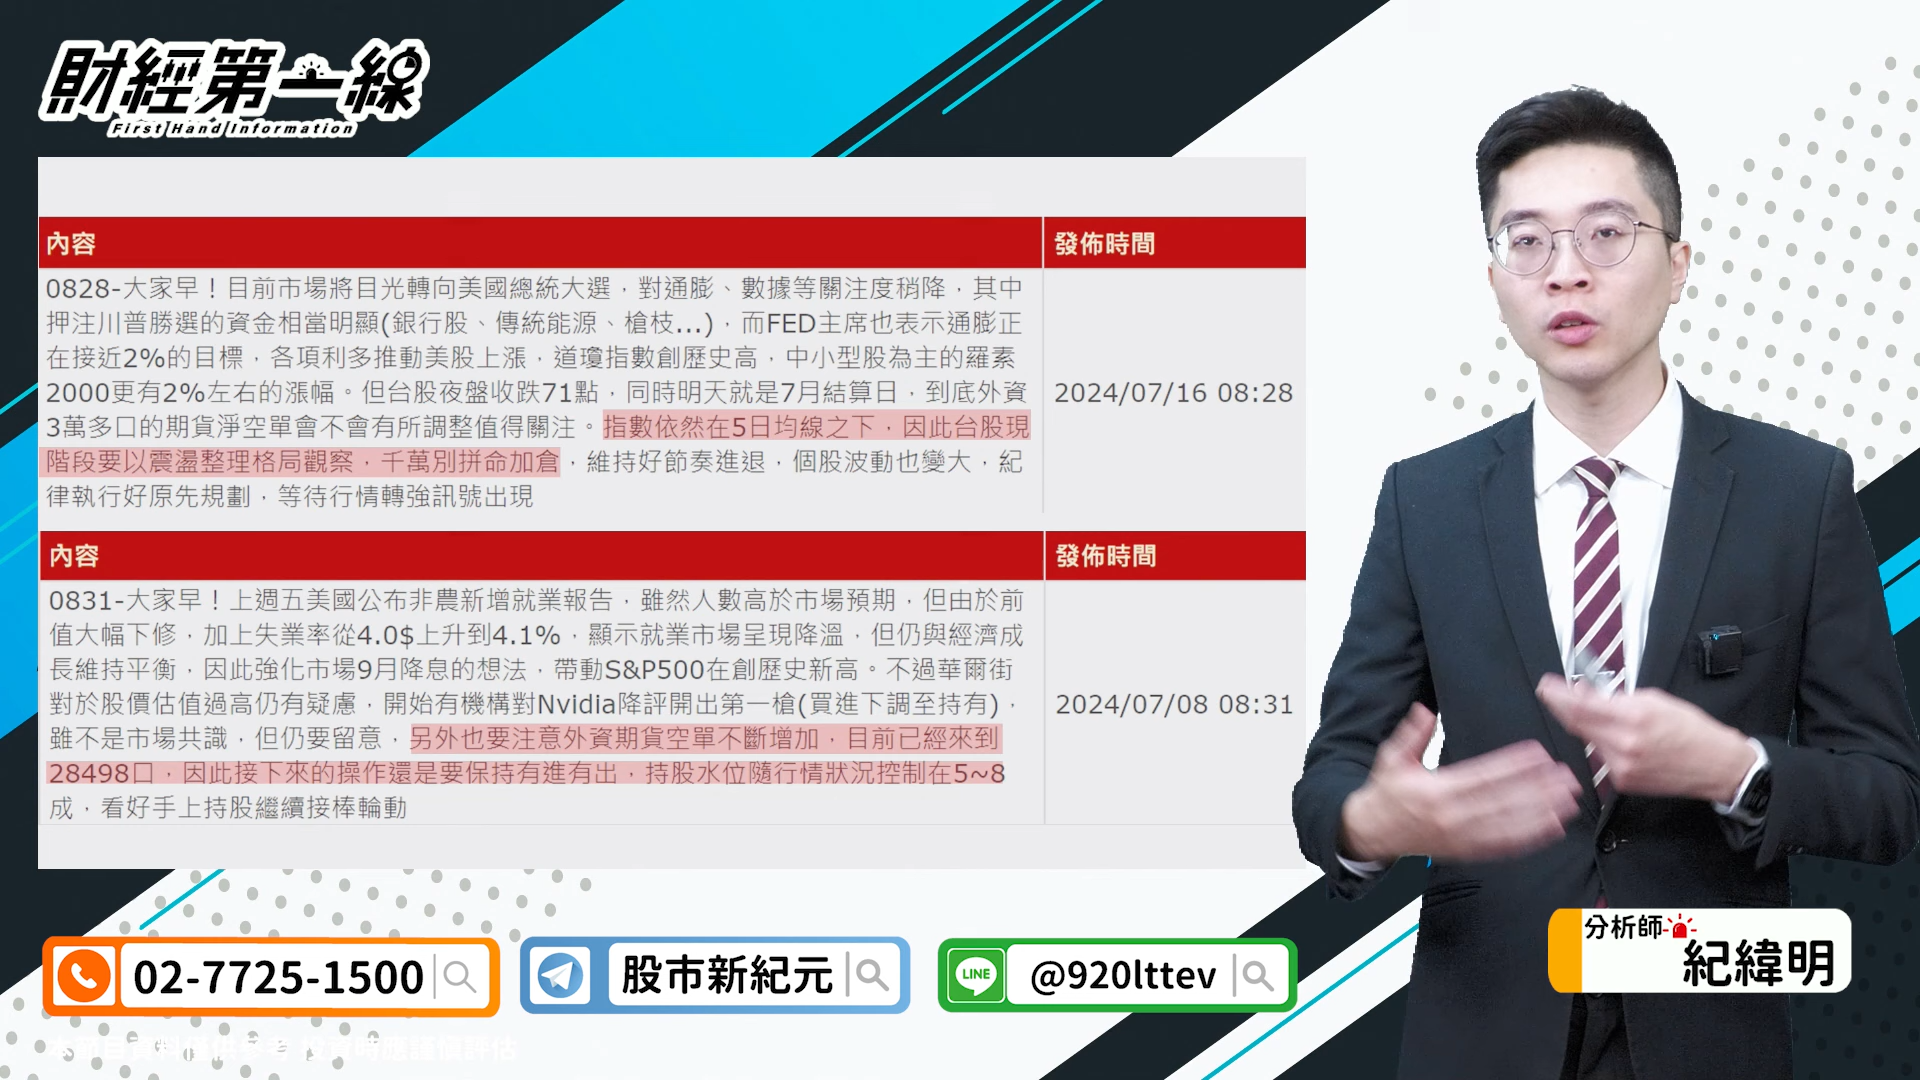 財經第一線
First Hand Information
內容 發佈時間
0828-大家早！目前市場將目光轉向美國總統大選，對通膨、數據等關注度稍降，其中
押注川普勝選的資金相當明顯(銀行股、傳統能源、槍枝...)，而FED主席也表示通膨正
在接近2%的目標，各項利多推動美股上漲，道瓊指數創歷史高，中小型股為主的羅素
2000更有2%左右的漲幅。但台股夜盤收跌71點，同時明天就是7月結算日，到底外資
3萬多口的期貨淨空單會不會有所調整值得關注。指數依然在5日均線之下，因此台股現
階段要以震盪整理格局觀察，千萬別拼命加倉，維持好節奏進退，個股波動也變大，紀
律執行好原先規劃，等待行情轉強訊號出現
2024/07/16 08:28
內容 發佈時間
0831-大家早！上週五美國公布非農新增就業報告，雖然人數高於市場預期，但由於前
值大幅下修，加上失業率從4.0$上升到4.1%，顯示就業市場呈現降溫，但仍與經濟成
長維持平衡，因此強化市場9月降息的想法，帶動S&P500在創歷史新高。不過華爾街
對於股價估值過高仍有疑慮，開始有機構對Nvidia降評開出第一槍(買進下調至持有)，
雖不是市場共識，但仍要留意，另外也要注意外資期貨空單不斷增加，目前已經來到
28498口，因此接下來的操作還是要保持有進有出，持股水位隨行情狀況控制在5~8
成，看好手上持股繼續接棒輪動
2024/07/08 08:31
分析師
紀緯明
02-7725-1500
股市新紀元
LINE @920lttev
本節目資料僅供參考 投資時應謹慎評估